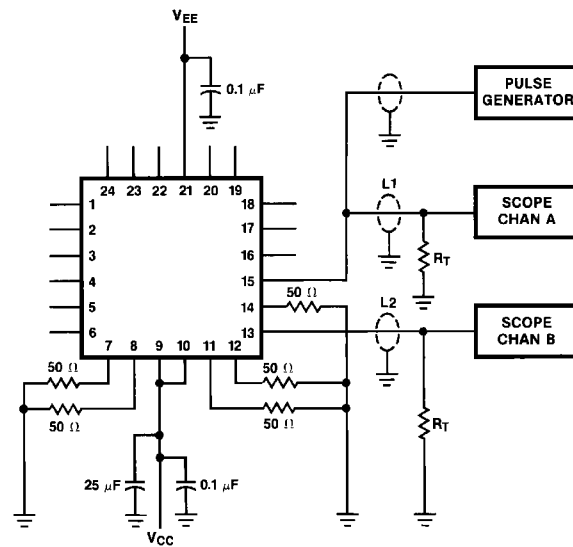 VEE
0.1 μF
PULSE
GENERATOR
24 23 22 21 20 19
L1
1 18
SCOPE
CHAN A
2 17
3 16
RT
4 15
50 Ω
5 14
L2
6 13
SCOPE
CHAN B
7 8 9 10 11 12
50 Ω 50 Ω
50 Ω 50 Ω
RT
25 μF 0.1 μF
VCC